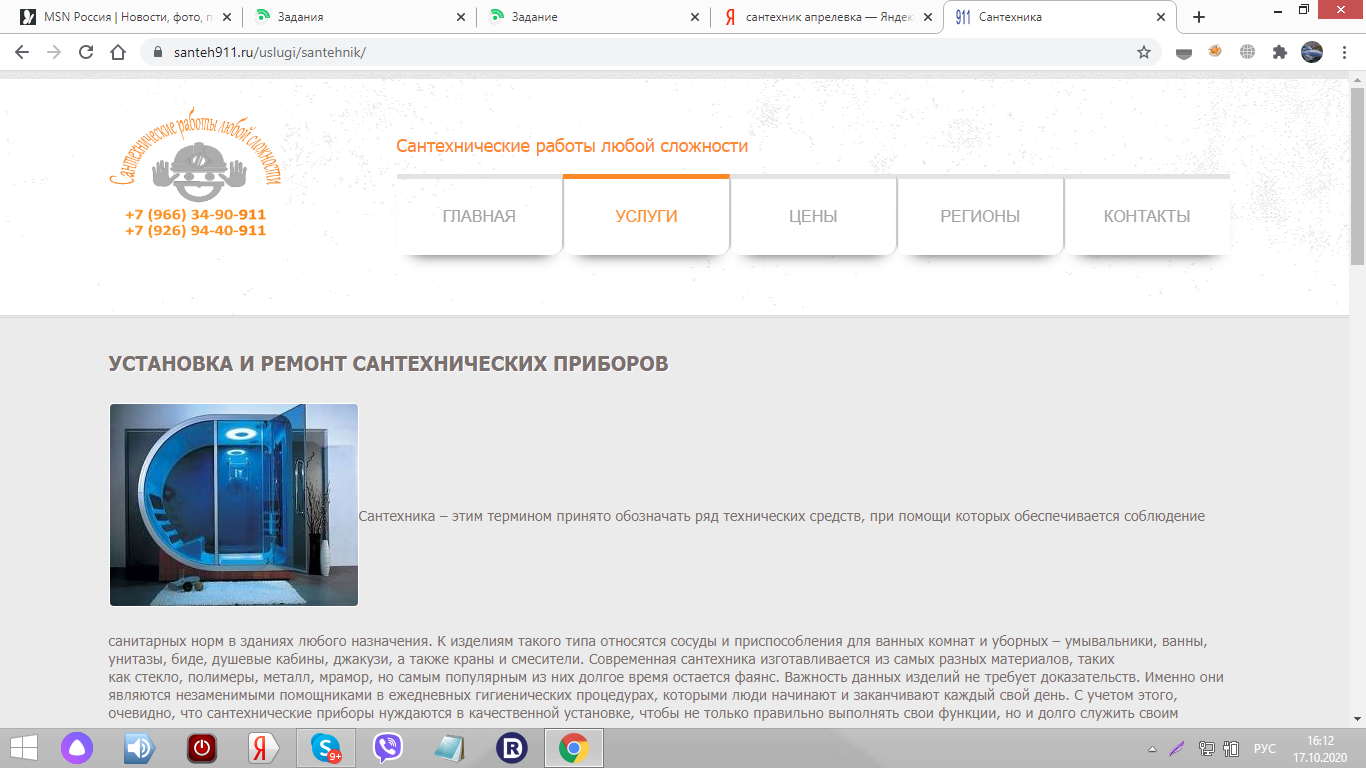 MSN Россия | Новости, фото, п
Задания
Задание
сантехник апрелевка — Яндек
911 Сантехника
santeh911.ru/uslugi/santehnik/
Сантехнические работы любой сложности
+7 (966) 34-90-911
+7 (926) 94-40-911
Сантехнические работы любой сложности
ГЛАВНАЯ
УСЛУГИ
ЦЕНЫ
РЕГИОНЫ
КОНТАКТЫ
УСТАНОВКА И РЕМОНТ САНТЕХНИЧЕСКИХ ПРИБОРОВ
Сантехника – этим термином принято обозначать ряд технических средств, при помощи которых обеспечивается соблюдение
санитарных норм в зданиях любого назначения. К изделиям такого типа относятся сосуды и приспособления для ванных комнат и уборных – умывальники, ванны,
унитазы, биде, душевые кабины, джакузи, а также краны и смесители. Современная сантехника изготавливается из самых разных материалов, таких
как стекло, полимеры, металл, мрамор, но самым популярным из них долгое время остается фаянс. Важность данных изделий не требует доказательств. Именно они
являются незаменимыми помощниками в ежедневных гигиенических процедурах, которыми люди начинают и заканчивают каждый свой день. С учетом этого,
очевидно, что сантехнические приборы нуждаются в качественной установке, чтобы не только правильно выполнять свои функции, но и долго служить своим
9+
РУС
16:12
17.10.2020